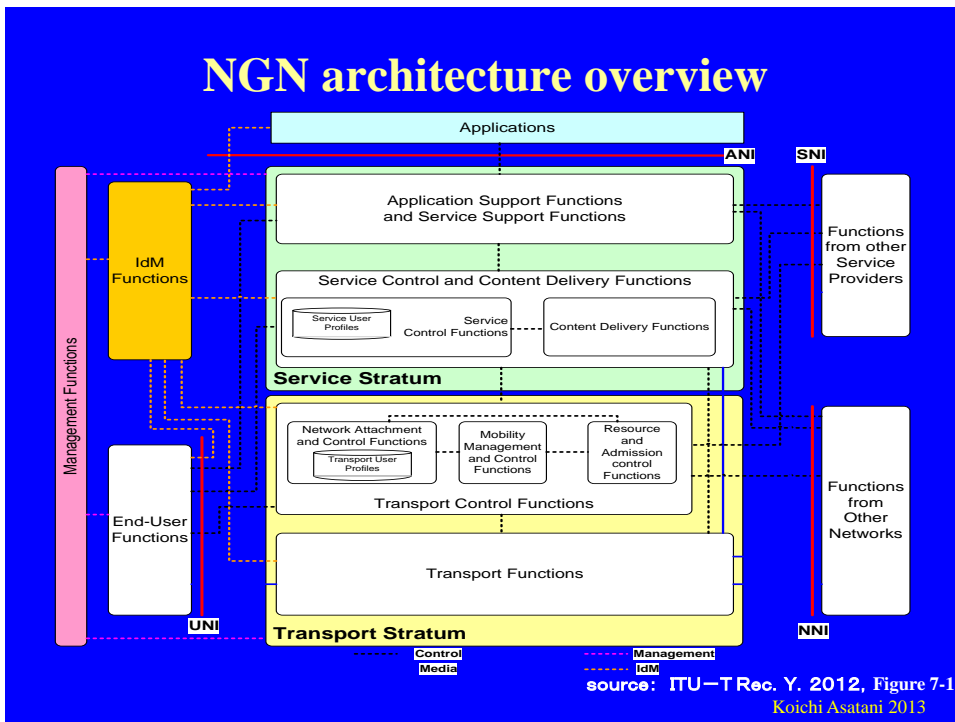 NGN architecture overview
Applications
ANI
SNI
Application Support Functions
and Service Support Functions
IdM
Functions
Functions
from other
Service
Providers
Service Control and Content Delivery Functions
Service User
Profiles
Service
Control Functions
Content Delivery Functions
Service Stratum
Management Functions
Network Attachment
and Control Functions
Transport User
Profiles
Mobility
Management
and Control
Functions
Resource
and
Admission
control
Functions
Transport Control Functions
End-User
Functions
Functions
from
Other
Networks
Transport Functions
UNI
Transport Stratum
NNI
Control
Management
Media
IdM
source: ITU－T Rec. Y. 2012, Figure 7-1
Koichi Asatani 2013